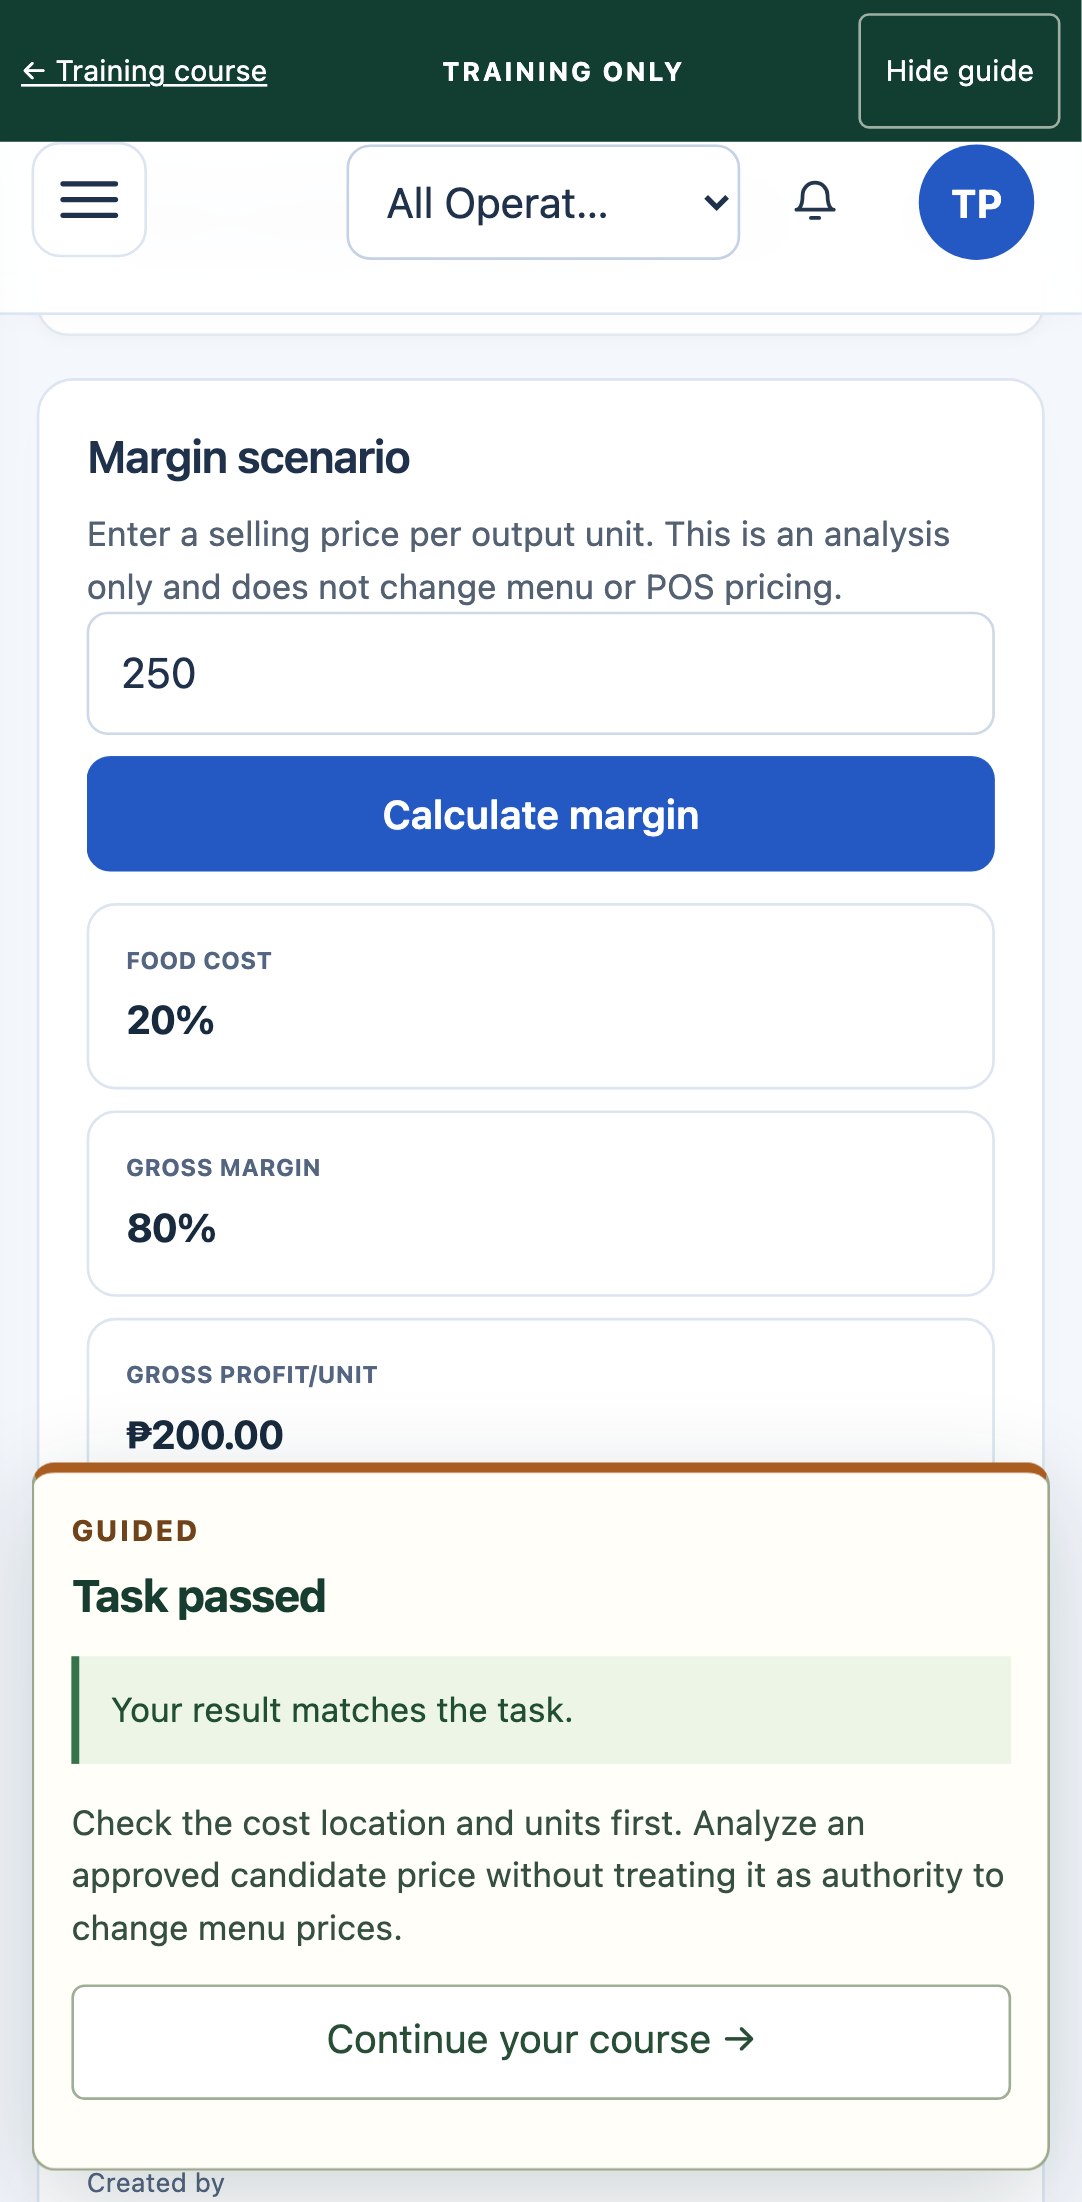 ← Training course
TRAINING ONLY
Hide guide
All Operat...
TP
Margin scenario
Enter a selling price per output unit. This is an analysis
only and does not change menu or POS pricing.
250
Calculate margin
FOOD COST
20%
GROSS MARGIN
80%
GROSS PROFIT/UNIT
₱200.00
GUIDED
Task passed
Your result matches the task.
Check the cost location and units first. Analyze an
approved candidate price without treating it as authority to
change menu prices.
Continue your course →
Created by